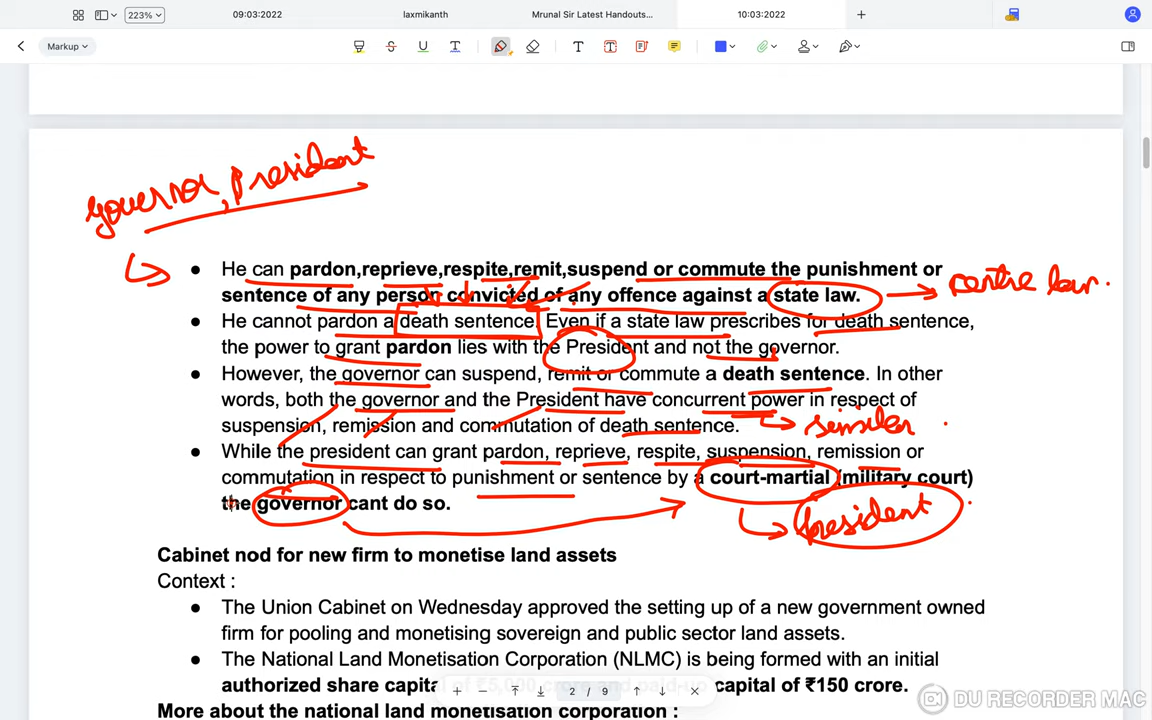 223%
09:03:2022
laxmikanth
Mrunal Sir Latest Handouts...
10:03:2022
Markup
governor, president
He can pardon,reprieve,respite,remit,suspend or commute the punishment or
sentence of any person convicted of any offence against a state law.
centre law.
He cannot pardon a death sentence. Even if a state law prescribes for death sentence,
the power to grant pardon lies with the President and not the governor.
However, the governor can suspend, remit or commute a death sentence. In other
words, both the governor and the President have concurrent power in respect of
suspension, remission and commutation of death sentence.
similar
While the president can grant pardon, reprieve, respite, suspension, remission or
commutation in respect to punishment or sentence by a court-martial (military court)
the governor cant do so.
president
Cabinet nod for new firm to monetise land assets
Context :
The Union Cabinet on Wednesday approved the setting up of a new government owned
firm for pooling and monetising sovereign and public sector land assets.
The National Land Monetisation Corporation (NLMC) is being formed with an initial
authorized share capital of ₹5,000 crore and paid-up capital of ₹150 crore.
2 / 9
More about the national land monetisation corporation :
DU RECORDER MAC